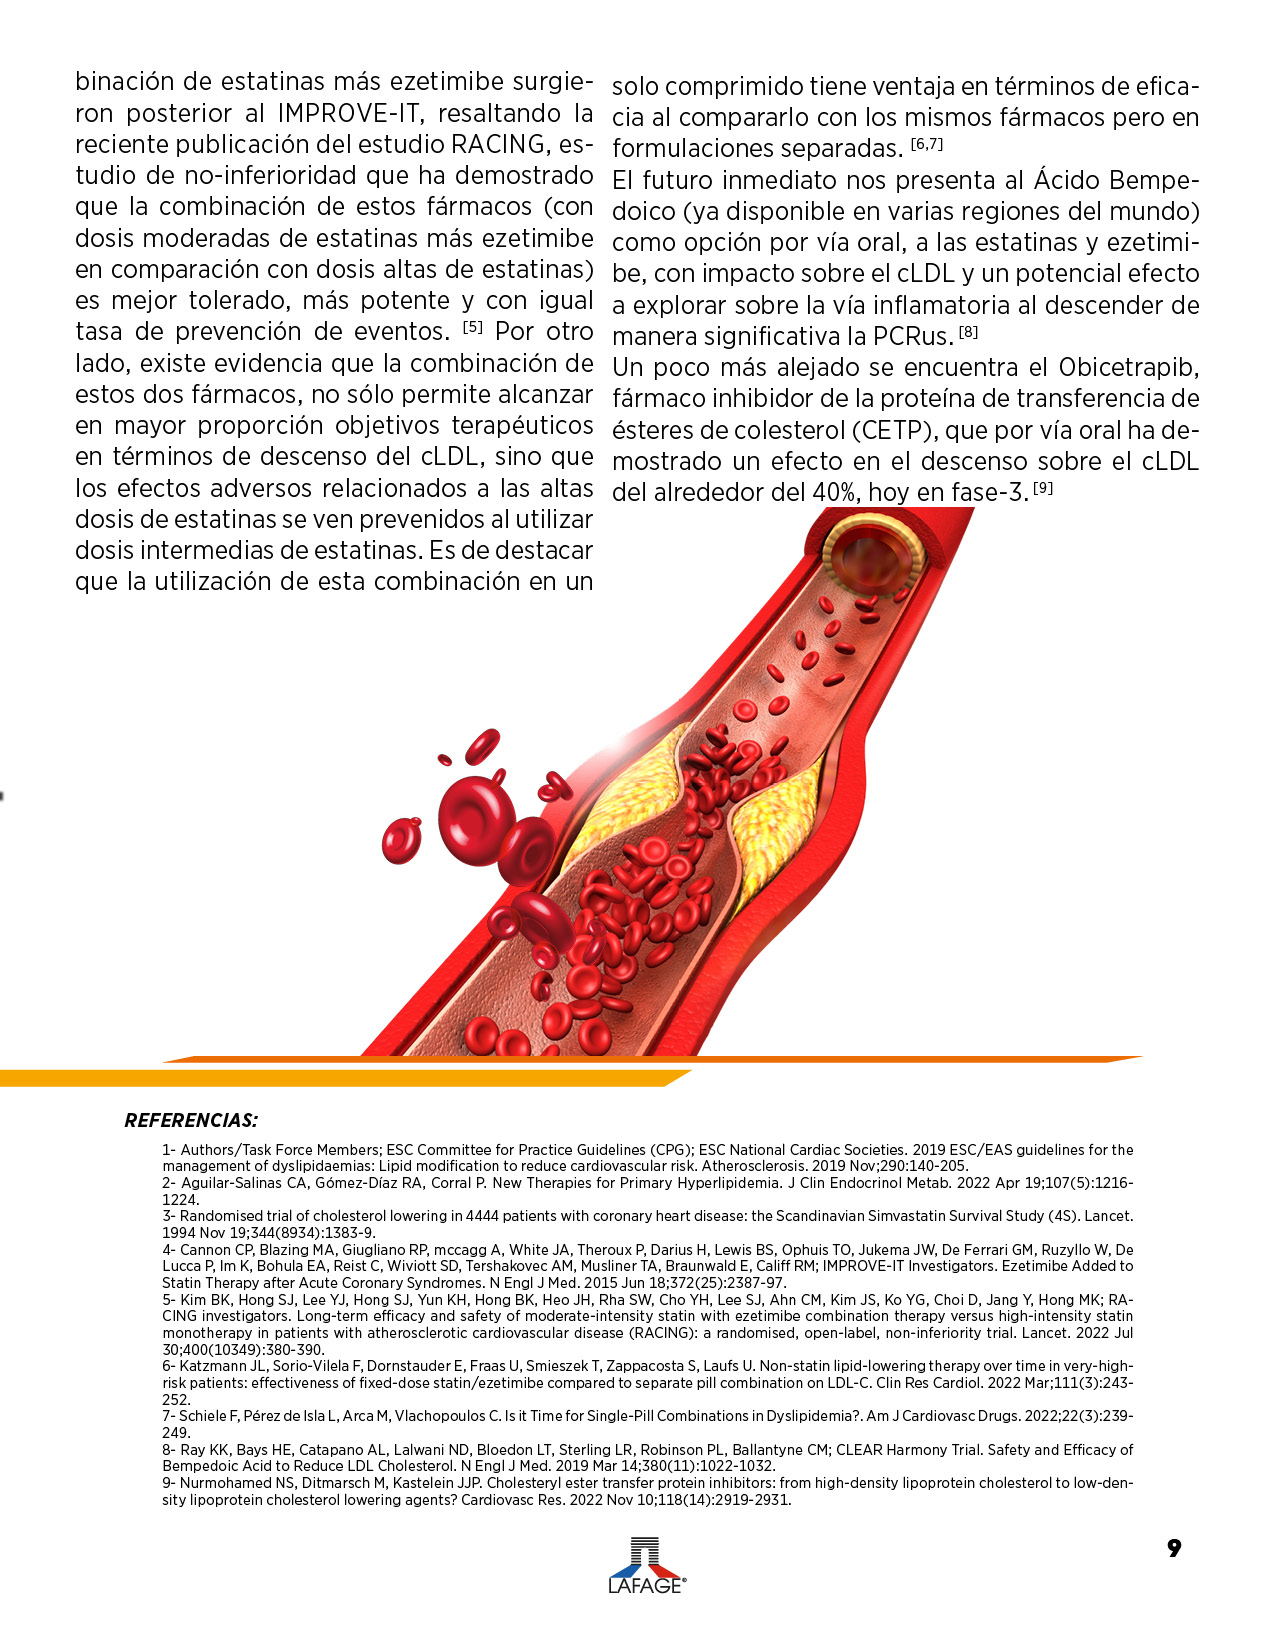 binación de estatinas más ezetimibe surgie-
ron posterior al IMPROVE-IT, resaltando la
reciente publicación del estudio RACING, es-
tudio de no-inferioridad que ha demostrado
que la combinación de estos fármacos (con
dosis moderadas de estatinas más ezetimibe
en comparación con dosis altas de estatinas)
es mejor tolerado, más potente y con igual
tasa de prevención de eventos. [5] Por otro
lado, existe evidencia que la combinación de
estos dos fármacos, no sólo permite alcanzar
en mayor proporción objetivos terapéuticos
en términos de descenso del cLDL, sino que
los efectos adversos relacionados a las altas
dosis de estatinas se ven prevenidos al utilizar
dosis intermedias de estatinas. Es de destacar
que la utilización de esta combinación en un
solo comprimido tiene ventaja en términos de efica-
cia al compararlo con los mismos fármacos pero en
formulaciones separadas. [6,7]
El futuro inmediato nos presenta al Ácido Bempe-
doico (ya disponible en varias regiones del mundo)
como opción por vía oral, a las estatinas y ezetimi-
be, con impacto sobre el cLDL y un potencial efecto
a explorar sobre la vía inflamatoria al descender de
manera significativa la PCRus. [8]
Un poco más alejado se encuentra el Obicetrapib,
fármaco inhibidor de la proteína de transferencia de
ésteres de colesterol (CETP), que por vía oral ha de-
mostrado un efecto en el descenso sobre el cLDL
del alrededor del 40%, hoy en fase-3. [9]
REFERENCIAS:
1- Authors/Task Force Members; ESC Committee for Practice Guidelines (CPG); ESC National Cardiac Societies. 2019 ESC/EAS guidelines for the
management of dyslipidaemias: Lipid modification to reduce cardiovascular risk. Atherosclerosis. 2019 Nov;290:140-205.
2- Aguilar-Salinas CA, Gómez-Díaz RA, Corral P. New Therapies for Primary Hyperlipidemia. J Clin Endocrinol Metab. 2022 Apr 19;107(5):1216-
1224.
3- Randomised trial of cholesterol lowering in 4444 patients with coronary heart disease: the Scandinavian Simvastatin Survival Study (4S). Lancet.
1994 Nov 19;344(8934):1383-9.
4- Cannon CP, Blazing MA, Giugliano RP, mccagg A, White JA, Theroux P, Darius H, Lewis BS, Ophuis TO, Jukema JW, De Ferrari GM, Ruzyllo W, De
Lucca P, Im K, Bohula EA, Reist C, Wiviott SD, Tershakovec AM, Musliner TA, Braunwald E, Califf RM; IMPROVE-IT Investigators. Ezetimibe Added to
Statin Therapy after Acute Coronary Syndromes. N Engl J Med. 2015 Jun 18;372(25):2387-97.
5- Kim BK, Hong SJ, Lee YJ, Hong SJ, Yun KH, Hong BK, Heo JH, Rha SW, Cho YH, Lee SJ, Ahn CM, Kim JS, Ko YG, Choi D, Jang Y, Hong MK; RA-
CING investigators. Long-term efficacy and safety of moderate-intensity statin with ezetimibe combination therapy versus high-intensity statin
monotherapy in patients with atherosclerotic cardiovascular disease (RACING): a randomised, open-label, non-inferiority trial. Lancet. 2022 Jul
30;400(10349):380-390.
6- Katzmann JL, Sorio-Vilela F, Dornstauder E, Fraas U, Smieszek T, Zappacosta S, Laufs U. Non-statin lipid-lowering therapy over time in very-high-
risk patients: effectiveness of fixed-dose statin/ezetimibe compared to separate pill combination on LDL-C. Clin Res Cardiol. 2022 Mar;111(3):243-
252.
7- Schiele F, Pérez de Isla L, Arca M, Vlachopoulos C. Is it Time for Single-Pill Combinations in Dyslipidemia?. Am J Cardiovasc Drugs. 2022;22(3):239-
249.
8- Ray KK, Bays HE, Catapano AL, Lalwani ND, Bloedon LT, Sterling LR, Robinson PL, Ballantyne CM; CLEAR Harmony Trial. Safety and Efficacy of
Bempedoic Acid to Reduce LDL Cholesterol. N Engl J Med. 2019 Mar 14;380(11):1022-1032.
9- Nurmohamed NS, Ditmarsch M, Kastelein JJP. Cholesteryl ester transfer protein inhibitors: from high-density lipoprotein cholesterol to low-den-
sity lipoprotein cholesterol lowering agents? Cardiovasc Res. 2022 Nov 10;118(14):2919-2931.
LAFAGE®
9